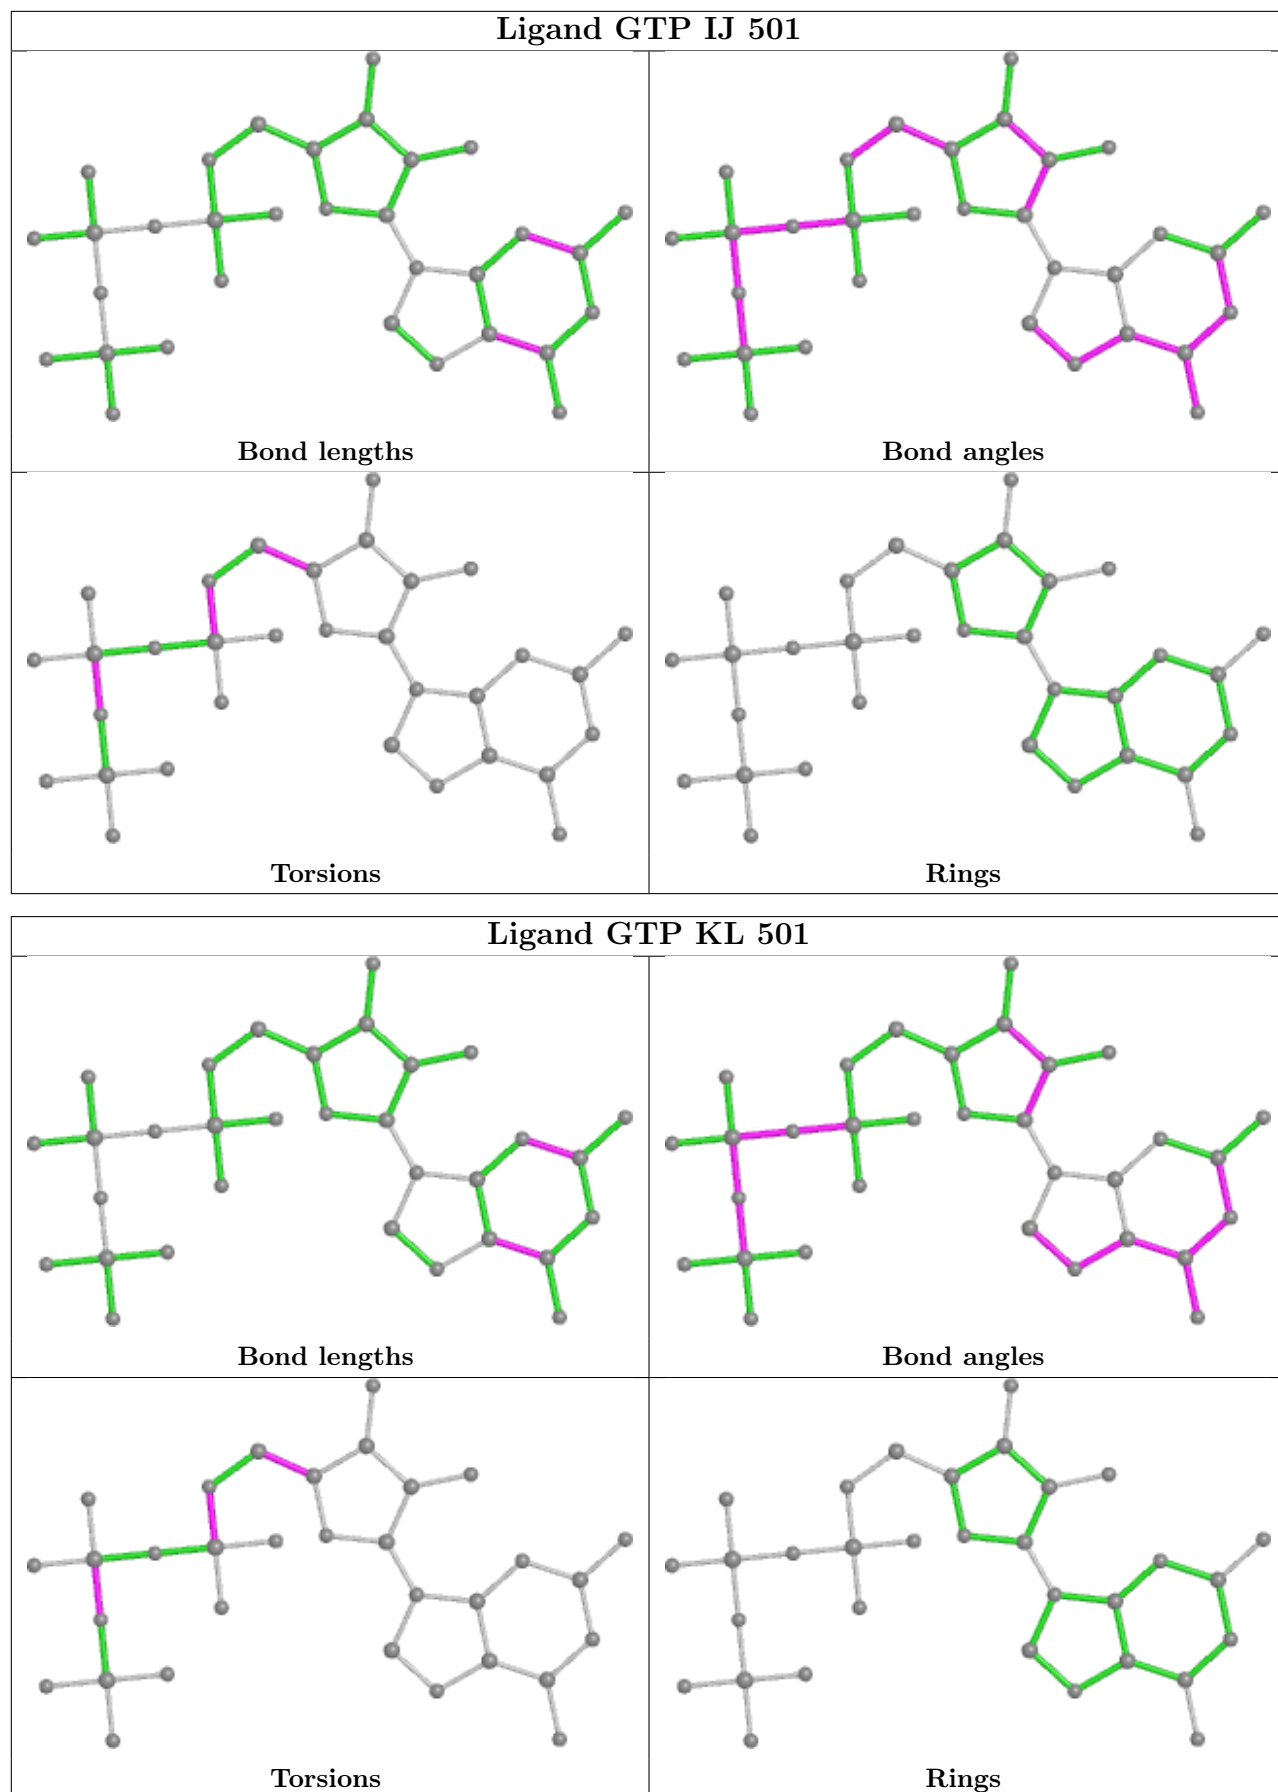 Ligand GTP IJ 501
Bond lengths
Bond angles
Torsions
Rings
Ligand GTP KL 501
Bond lengths
Bond angles
Torsions
Rings